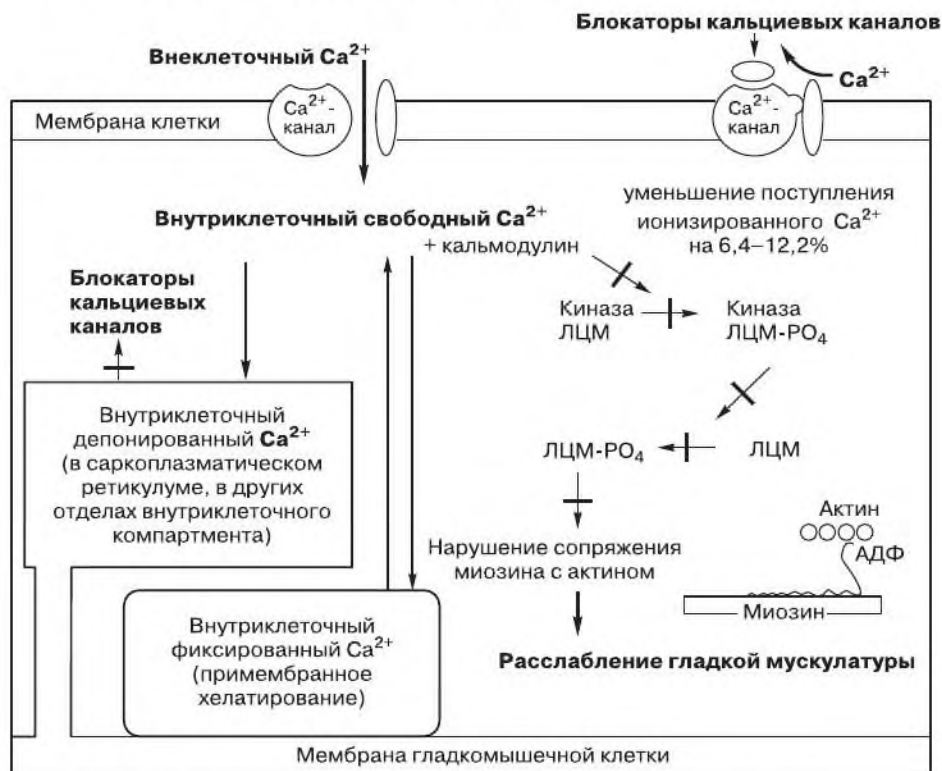 Блокаторы кальциевых каналов
Внеклеточный Ca²⁺
Ca²⁺
Ca²⁺-
канал
Ca²⁺-
канал
Мембрана клетки
уменьшение поступления
ионизированного Ca²⁺
на 6,4–12,2%
Внутриклеточный свободный Ca²⁺
+ кальмодулин
Блокаторы
кальциевых
каналов
Киназа
ЛЦМ
Киназа
ЛЦМ-PO₄
Внутриклеточный
депонированный Ca²⁺
(в саркоплазматическом
ретикулуме, в других
отделах внутриклеточного
компартмента)
ЛЦМ-PO₄
ЛЦМ
Актин
АДФ
Миозин
Нарушение сопряжения
миозина с актином
Внутриклеточный
фиксированный Ca²⁺
(примембранное
хелатирование)
Расслабление гладкой мускулатуры
Мембрана гладкомышечной клетки